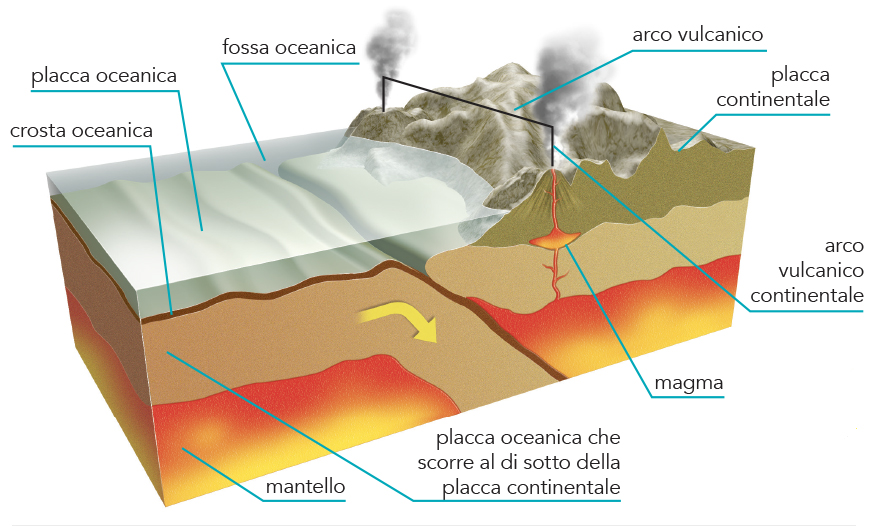 fossa oceanica
arco vulcanico
placca oceanica
placca
continentale
crosta oceanica
arco
vulcanico
continentale
magma
placca oceanica che
scorre al di sotto della
placca continentale
mantello